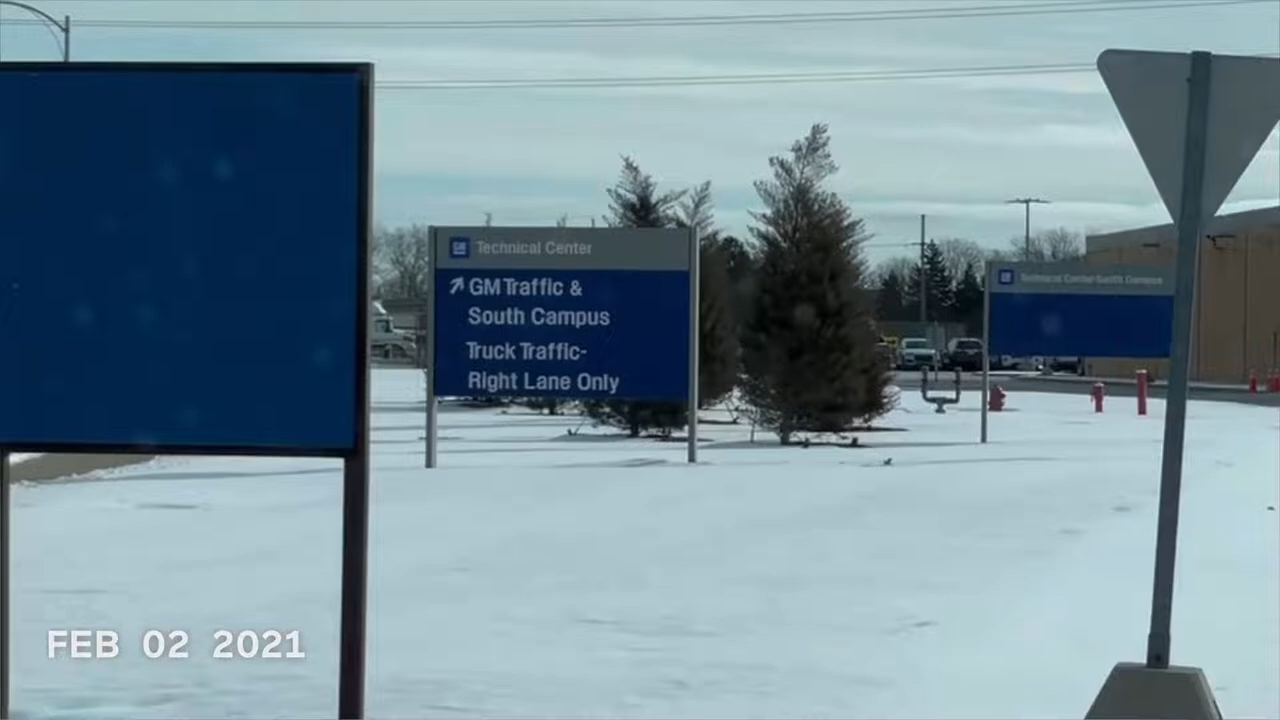 GM Technical Center
GM Traffic &
South Campus
Truck Traffic-
Right Lane Only
GM Technical Center South Campus
FEB 02 2021